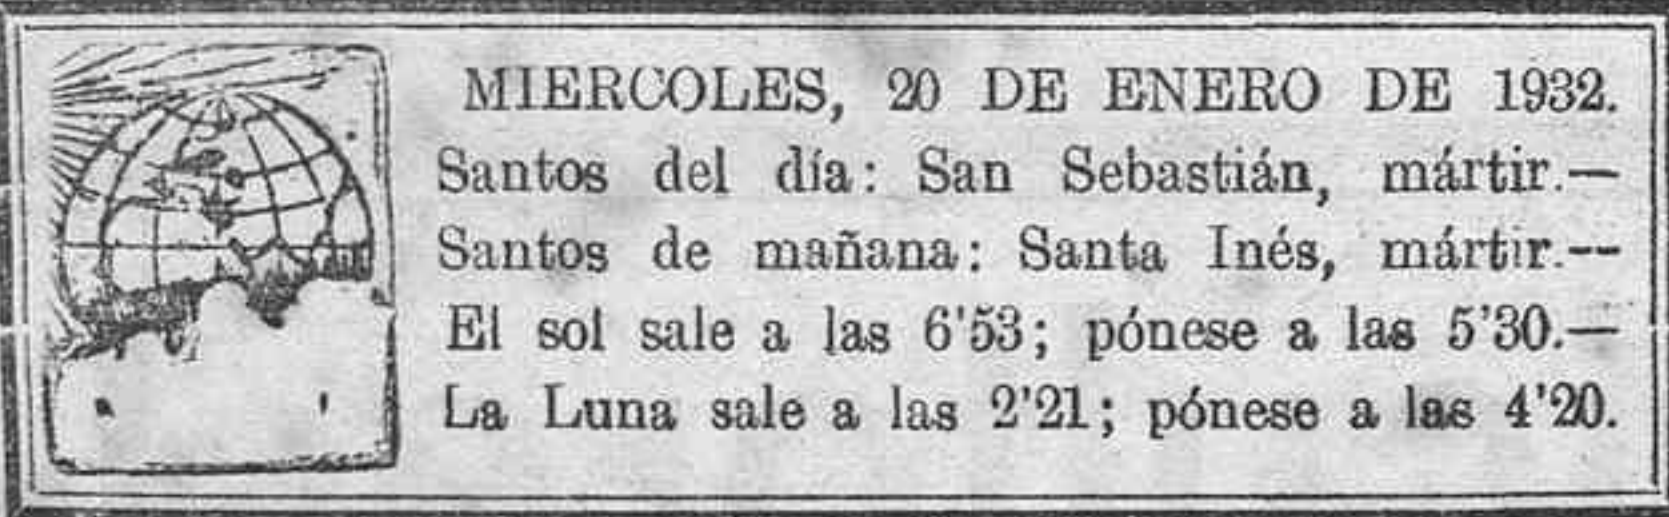 MIERCOLES, 20 DE ENERO DE 1932.
Santos del día: San Sebastián, mártir.—
Santos de mañana: Santa Inés, mártir.—
El sol sale a las 6'53; pónese a las 5'30.—
La Luna sale a las 2'21; pónese a las 4'20.